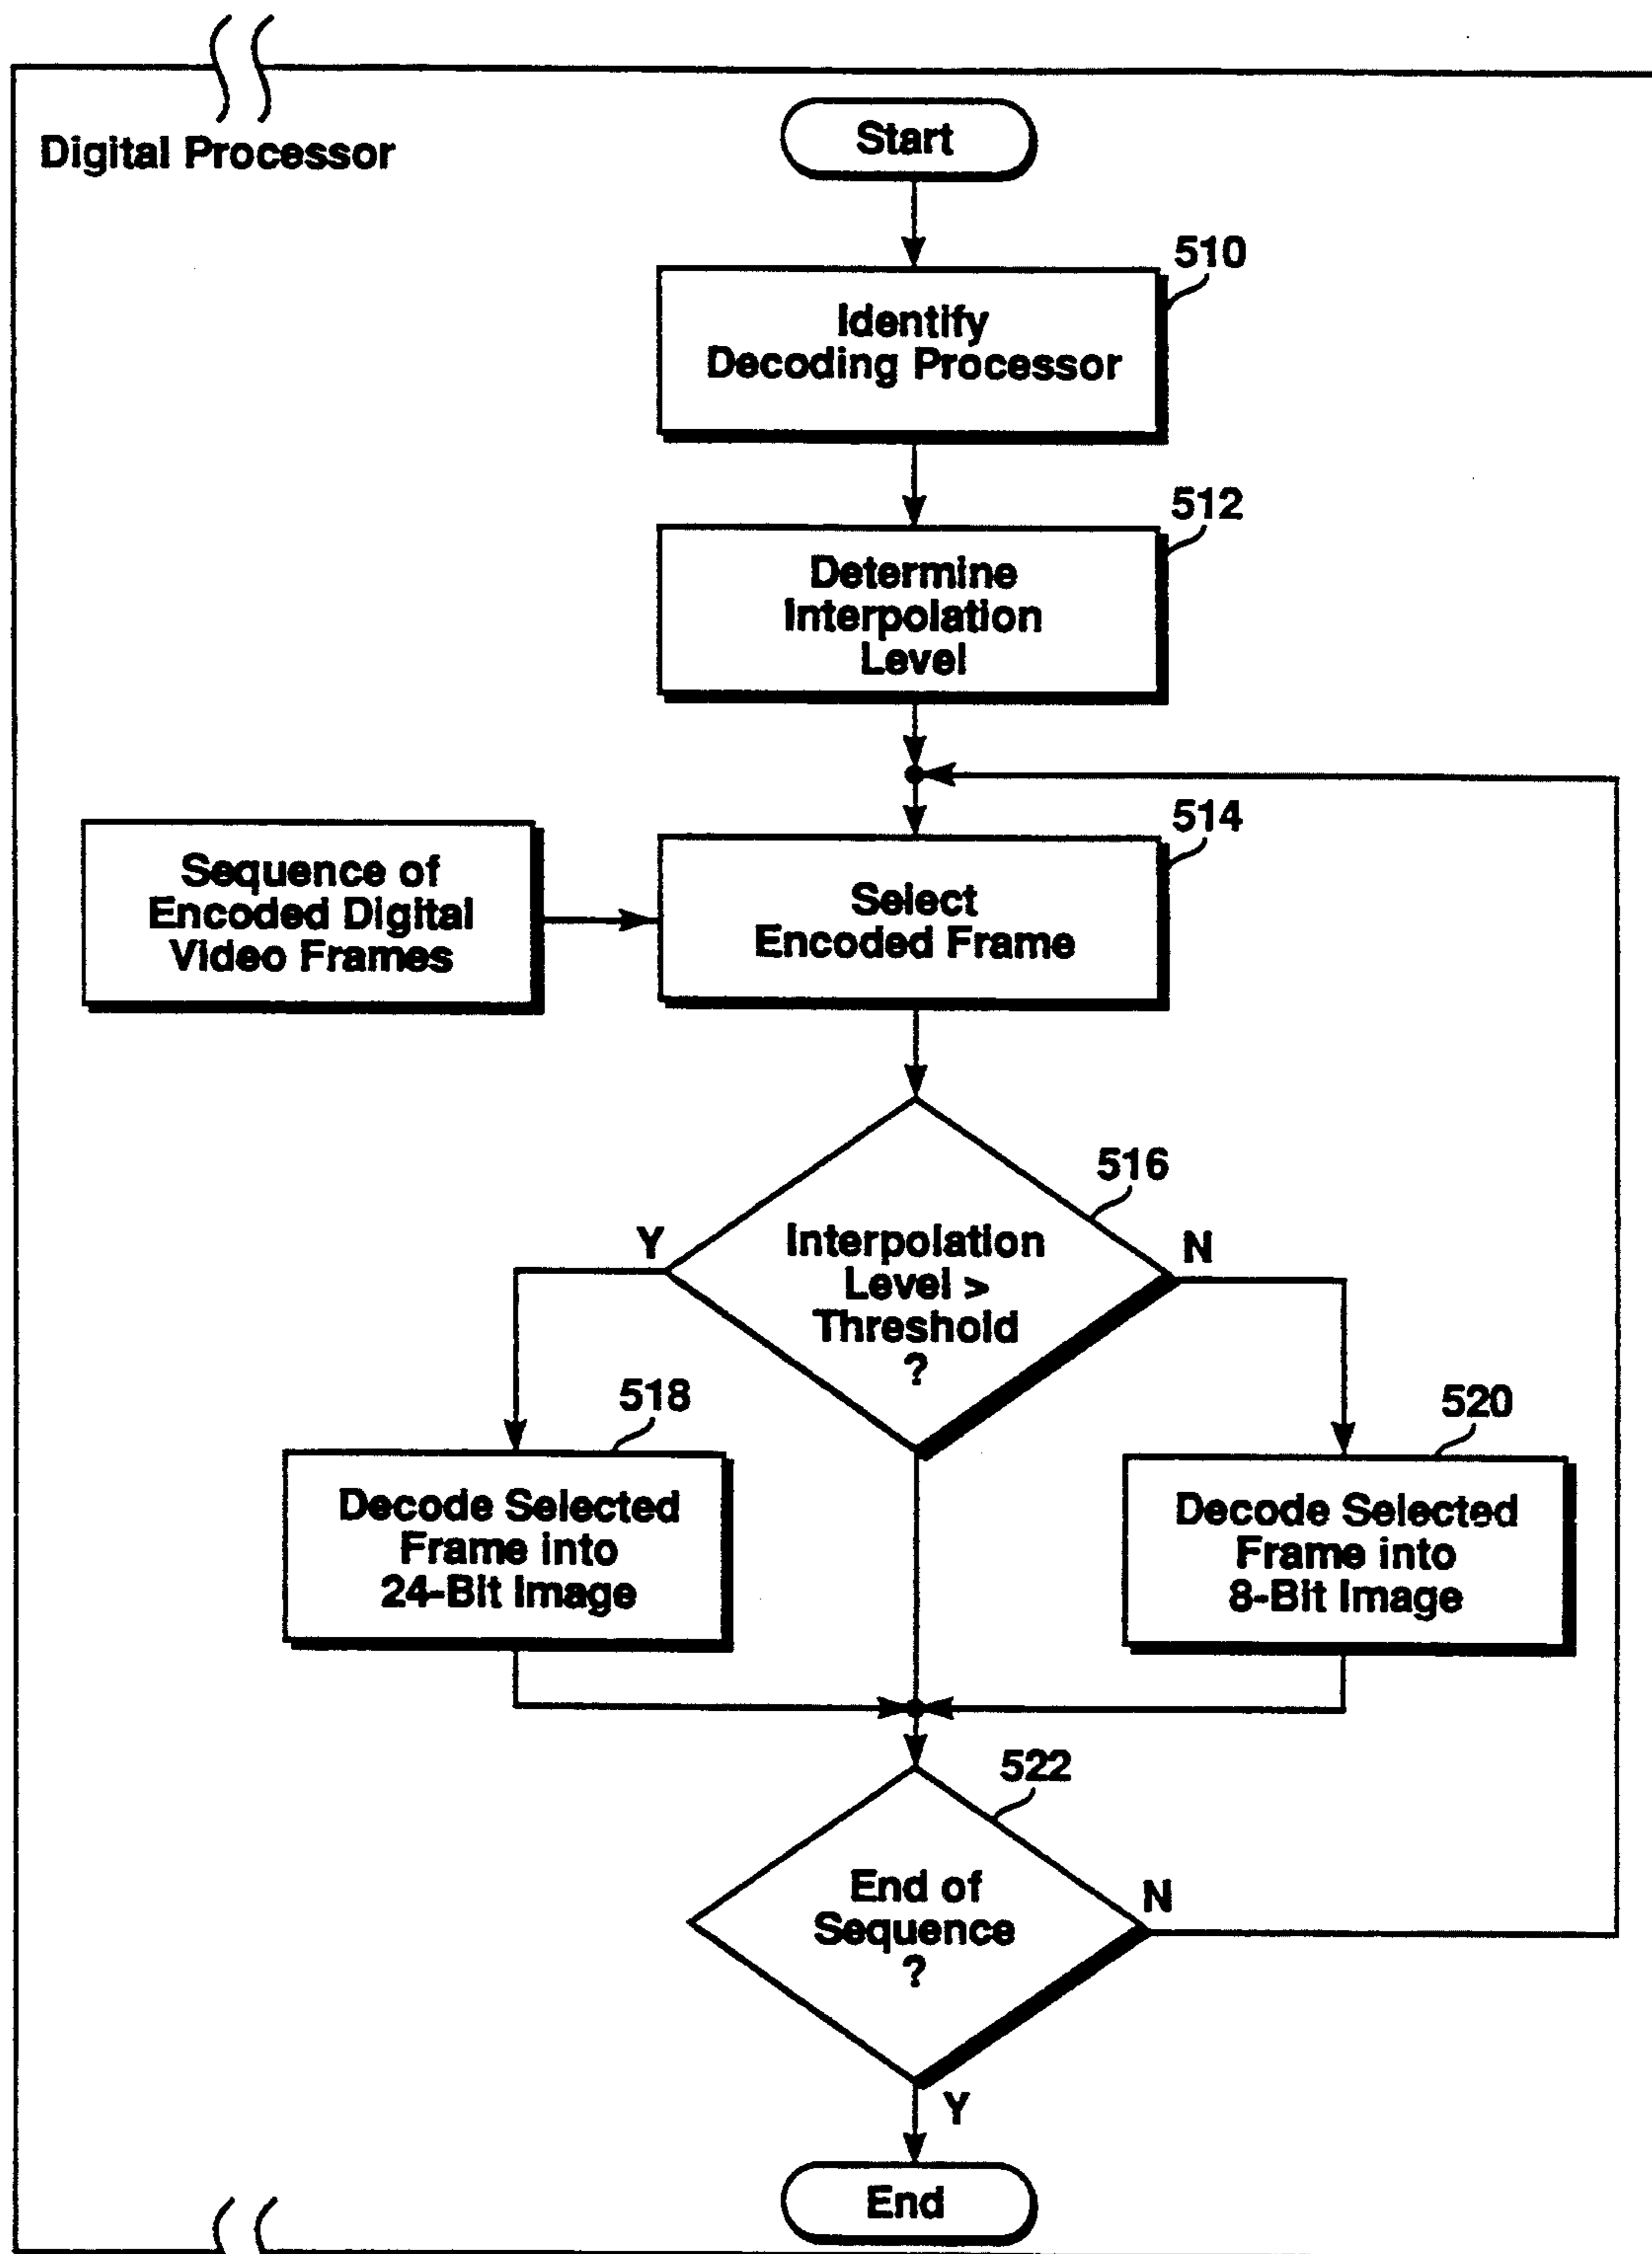 Digital Processor
Start
510
Identify
Decoding Processor
512
Determine
Interpolation
Level
514
Sequence of
Encoded Digital
Video Frames
Select
Encoded Frame
516
Y
N
Interpolation
Level >
Threshold
?
518
520
Decode Selected
Frame into
24-Bit Image
Decode Selected
Frame into
8-Bit Image
522
End of
Sequence
?
N
Y
End